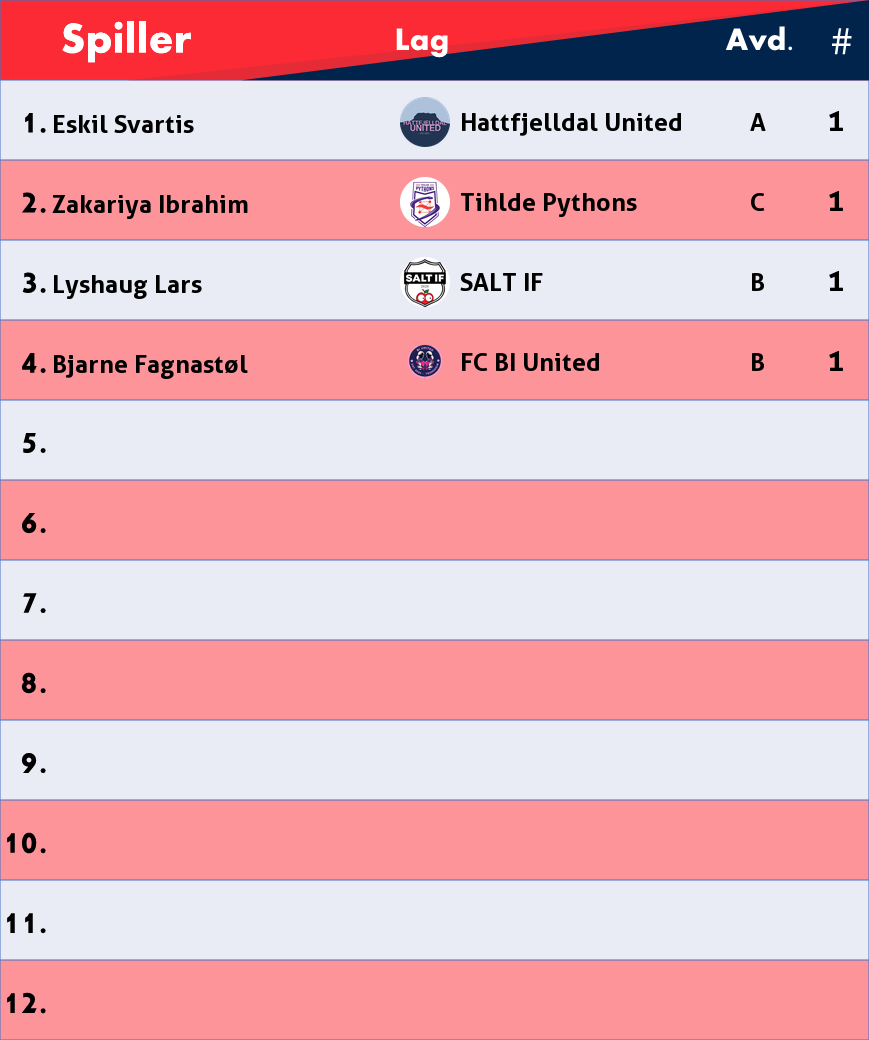 Spiller Lag Avd. #
1. Eskil Svartis HATTFJELLDAL UNITED Hattfjelldal United A 1
2. Zakariya Ibrahim PYTHONS Tihlde Pythons C 1
3. Lyshaug Lars SALT IF SALT IF B 1
4. Bjarne Fagnastøl FC BI United B 1
5.
6.
7.
8.
9.
10.
11.
12.